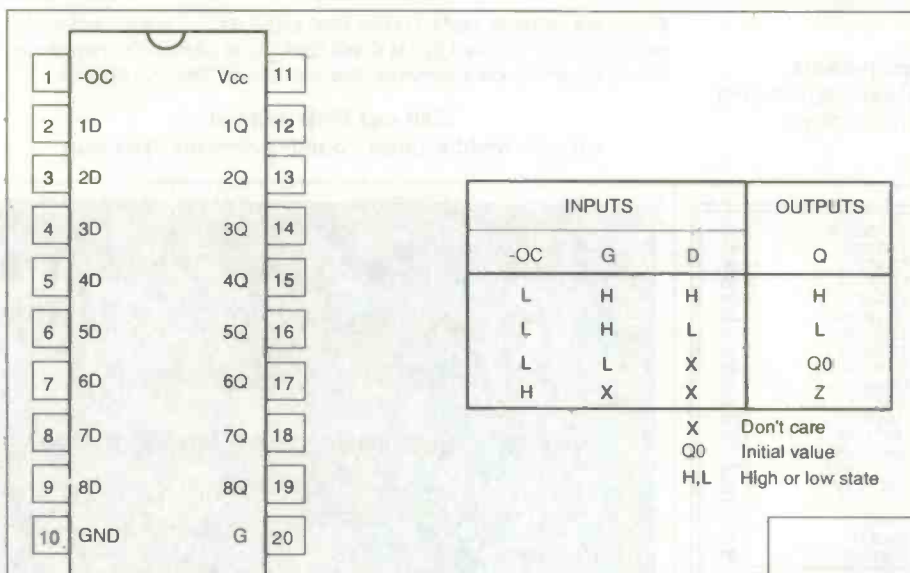 1 -OC Vcc 11
2 1D 1Q 12
3 2D 2Q 13
4 3D 3Q 14
5 4D 4Q 15
6 5D 5Q 16
7 6D 6Q 17
8 7D 7Q 18
9 8D 8Q 19
10 GND G 20
INPUTS OUTPUTS
-OC G D Q
L H H H
L H L L
L L X Q0
H X X Z
X Don't care
Q0 Initial value
H,L High or low state